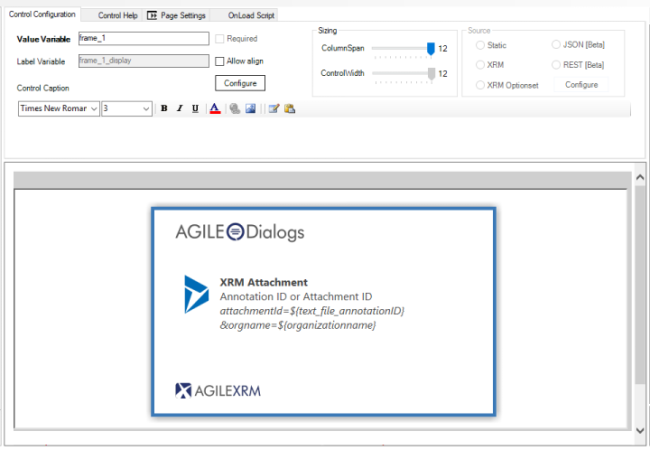 Control Configuration Control Help Page Settings OnLoad Script
Value Variable frame_1 Required
Label Variable frame_1_display Allow align
Control Caption Configure
Sizing
ColumnSpan 12
ControlWidth 12
Source
Static JSON [Beta]
XRM REST [Beta]
XRM Optionset Configure
Times New Romar 3 B I U A
AGILE Dialogs
XRM Attachment
Annotation ID or Attachment ID
attachmentId=${text_file_annotationID}
&orgname=${organizationname}
AGILEXRM